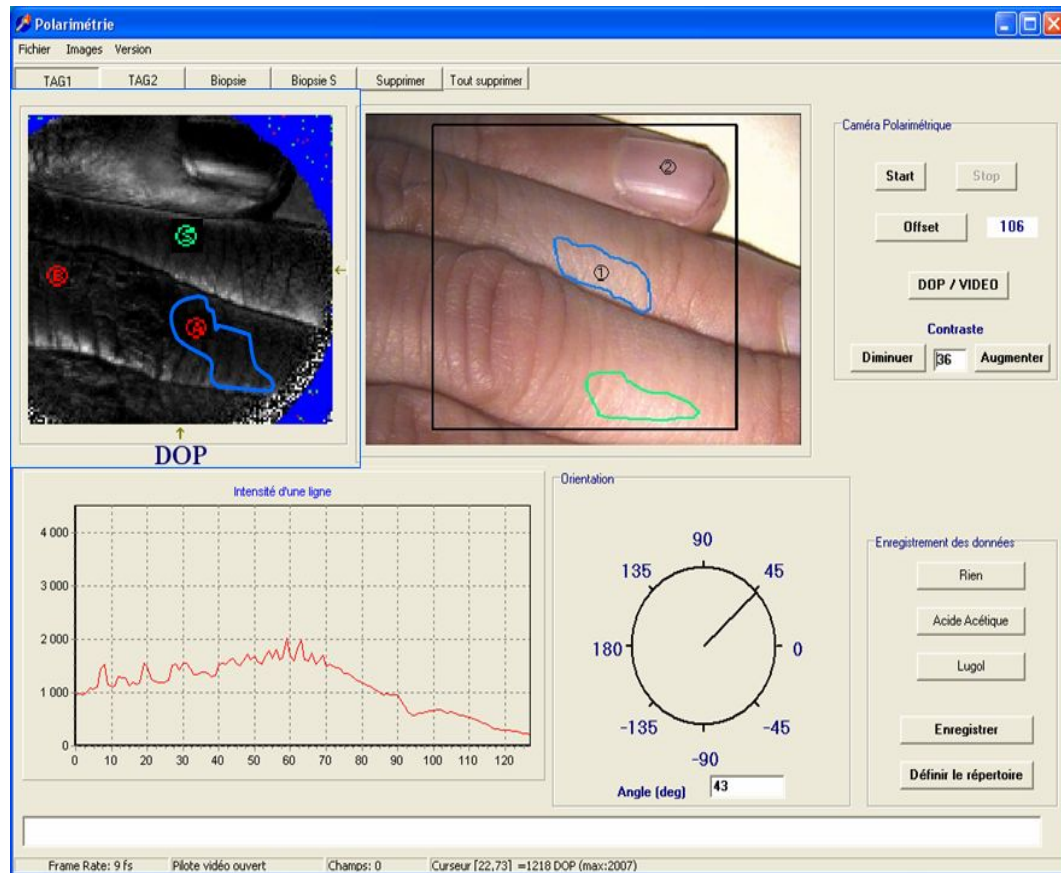 Polarimétrie
Fichier Images Version
TAG1 TAG2 Biopsie Biopsie S Supprimer Tout supprimer
S
B
A
DOP
2
1
Caméra Polarimétrique
Start Stop
Offset 106
DOP / VIDEO
Contraste
Diminuer 36 Augmenter
Intensité d'une ligne
4 000
3 000
2 000
1 000
0
0 10 20 30 40 50 60 70 80 90 100 110 120
Orientation
90
135 45
180 0
-135 -45
-90
Angle (deg) 43
Enregistrement des données
Rien
Acide Acétique
Lugol
Enregistrer
Définir le répertoire
Frame Rate: 9 fs Pilote vidéo ouvert Champs: 0 Curseur [22,73] =1218 DOP (max:2007)